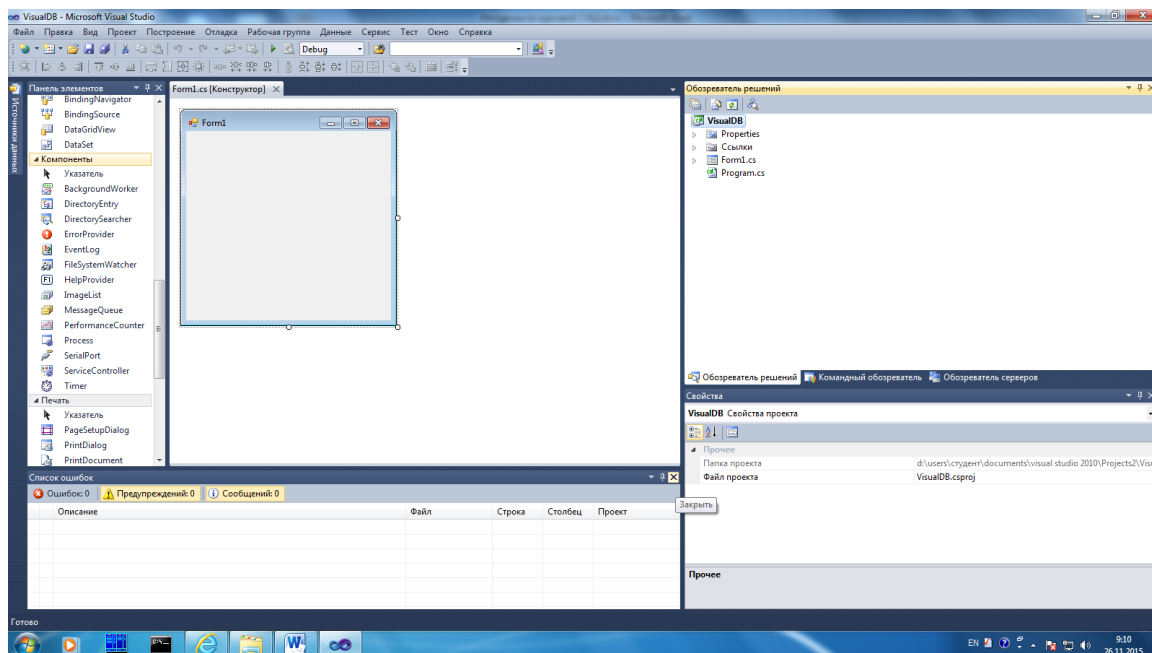 VisualDB - Microsoft Visual Studio
Файл Правка Вид Проект Построение Отладка Рабочая группа Данные Сервис Тест Окно Справка
Debug
Источники данных
Панель элементов
BindingNavigator
BindingSource
DataGridView
DataSet
Компоненты
Указатель
BackgroundWorker
DirectoryEntry
DirectorySearcher
ErrorProvider
EventLog
FileSystemWatcher
HelpProvider
ImageList
MessageQueue
PerformanceCounter
Process
SerialPort
ServiceController
Timer
Печать
Указатель
PageSetupDialog
PrintDialog
PrintDocument
Form1.cs [Конструктор]
Form1
Обозреватель решений
VisualDB
Properties
Ссылки
Form1.cs
Program.cs
Обозреватель решений Командный обозреватель Обозреватель серверов
Свойства
VisualDB Свойства проекта
Прочее
Папка проекта d:\users\студент\documents\visual studio 2010\Projects2\Visu
Файл проекта VisualDB.csproj
Прочее
Список ошибок
Ошибок: 0 Предупреждений: 0 Сообщений: 0
Описание Файл Строка Столбец Проект
Закрыть
Готово
EN
9:10
26.11.2015